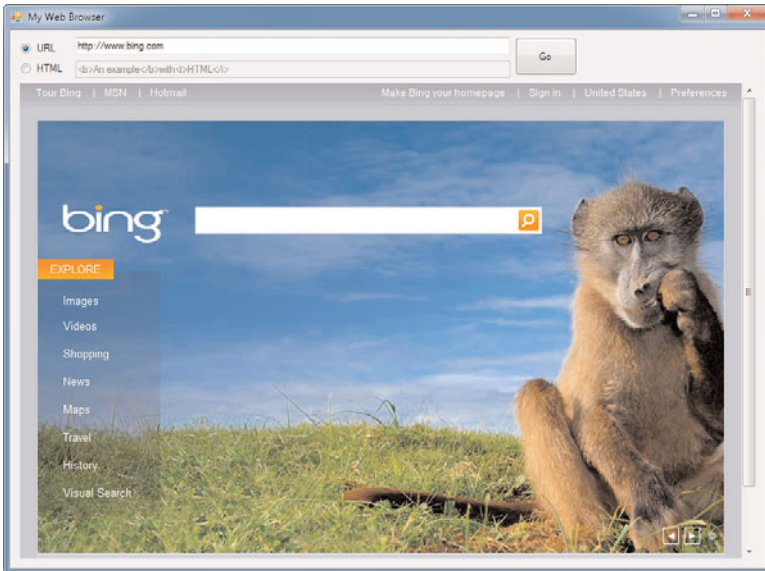 My Web Browser
URL http://www.bing.com
Go
HTML <b>An example</b>with<i>HTML</i>
Tour Bing | MSN | Hotmail Make Bing your homepage | Sign in | United States | Preferences
bing™
EXPLORE
Images
Videos
Shopping
News
Maps
Travel
History
Visual Search